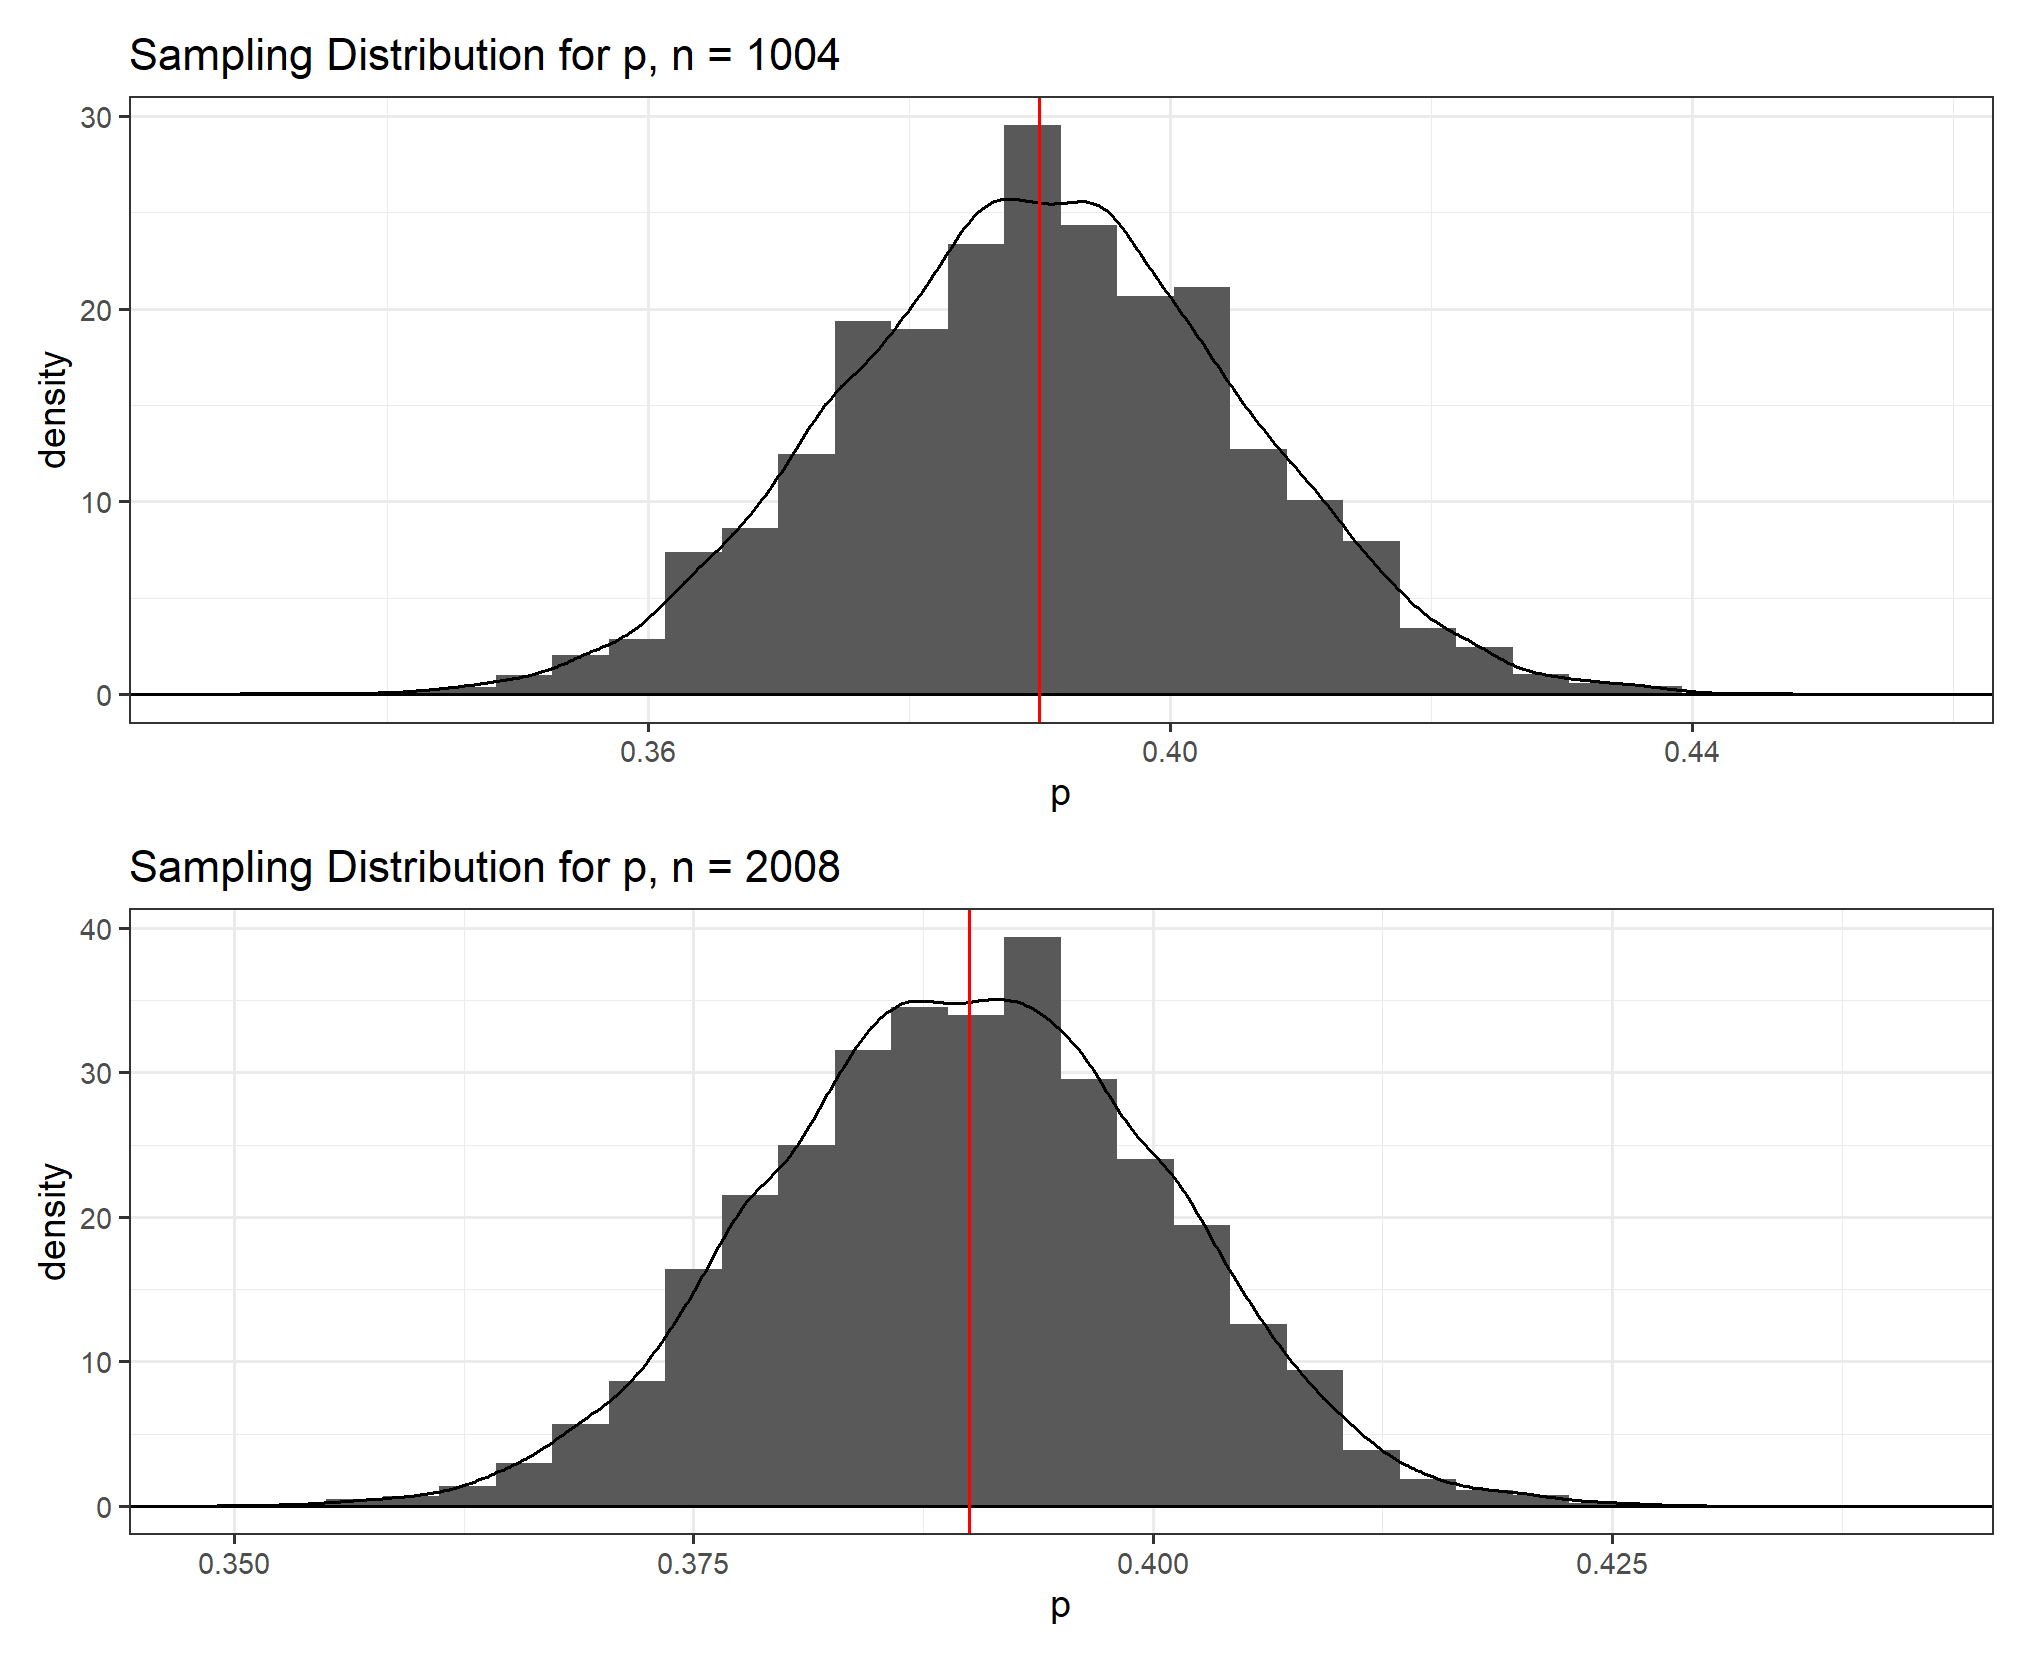 Sampling Distribution for p, n = 1004
30
20
10
0
density
0.36 0.40 0.44
p
Sampling Distribution for p, n = 2008
40
30
20
10
0
density
0.350 0.375 0.400 0.425
p